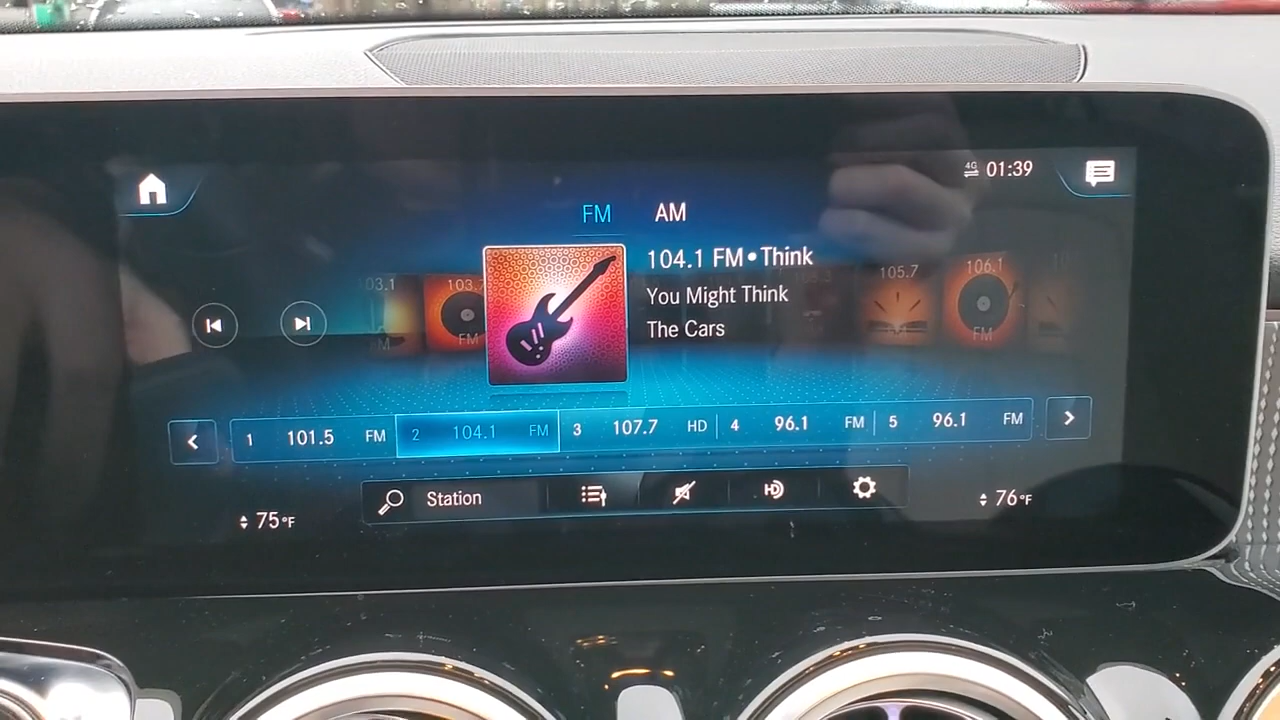 4G 01:39
FM AM
104.1 FM•Think
You Might Think
The Cars
103.7
FM
105.7
106.1
FM
1 101.5 FM
2 104.1 FM
3 107.7 HD
4 96.1 FM
5 96.1 FM
Station
HD
75°F
76°F